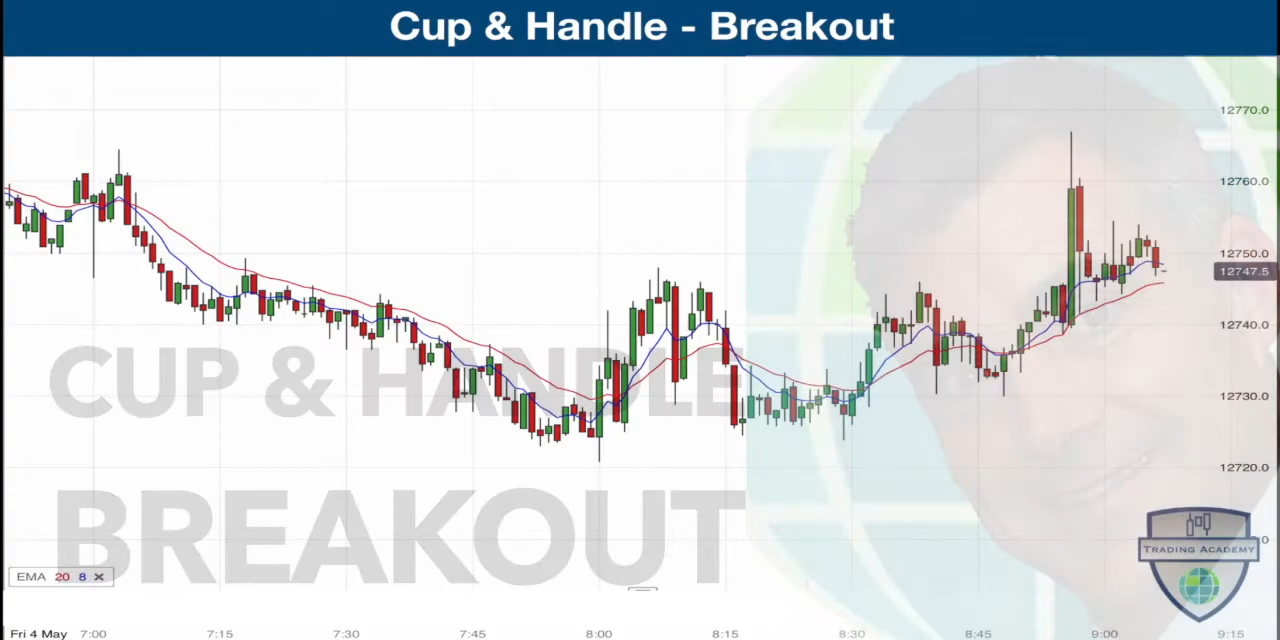 Cup & Handle - Breakout
12770.0
12760.0
12750.0
12747.5
12740.0
12730.0
12720.0
CUP & HANDLE
BREAKOUT
TRADING ACADEMY
EMA 20 8 ×
Fri 4 May 7:00 7:15 7:30 7:45 8:00 8:15 8:30 8:45 9:00 9:15